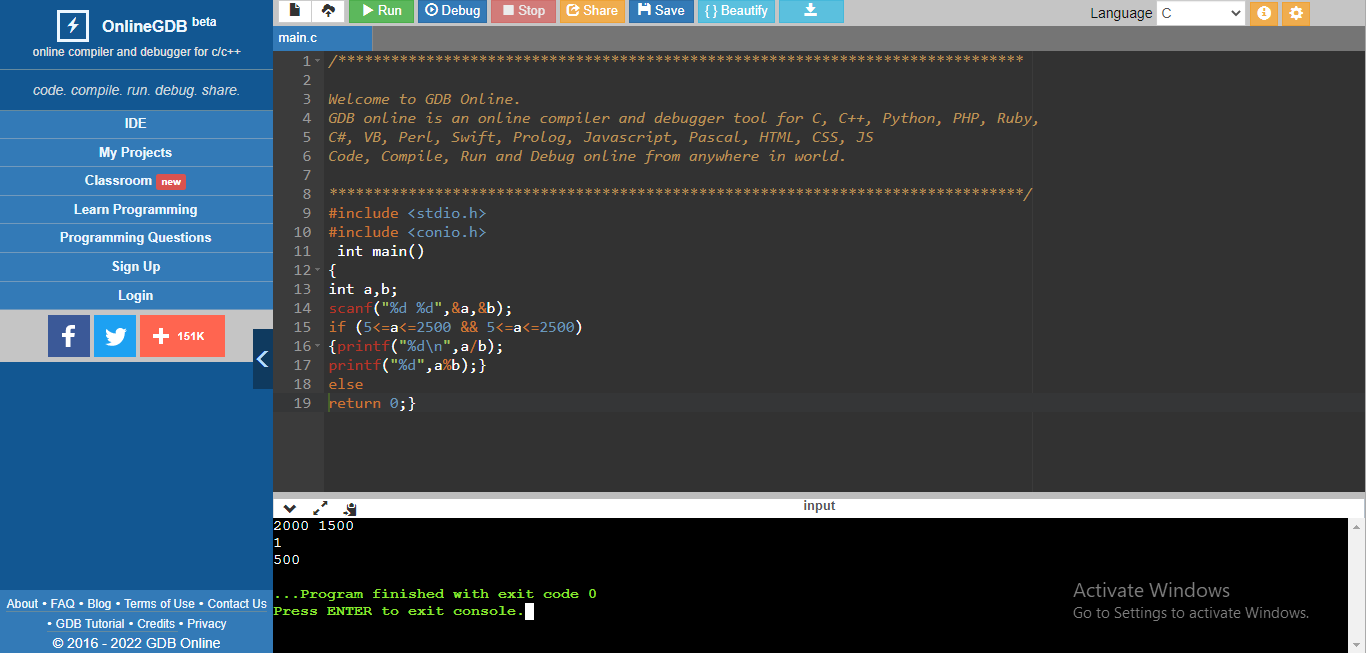 OnlineGDB beta
online compiler and debugger for c/c++
code. compile. run. debug. share.
IDE
My Projects
Classroom new
Learn Programming
Programming Questions
Sign Up
Login
f + 151K
About • FAQ • Blog • Terms of Use • Contact Us
• GDB Tutorial • Credits • Privacy
© 2016 - 2022 GDB Online
Run Debug Stop Share Save { } Beautify
Language C
main.c
1 /******************************************************************************
2
3 Welcome to GDB Online.
4 GDB online is an online compiler and debugger tool for C, C++, Python, PHP, Ruby,
5 C#, VB, Perl, Swift, Prolog, Javascript, Pascal, HTML, CSS, JS
6 Code, Compile, Run and Debug online from anywhere in world.
7
8 *******************************************************************************/
9 #include <stdio.h>
10 #include <conio.h>
11 int main()
12 {
13 int a,b;
14 scanf("%d %d",&a,&b);
15 if (5<=a<=2500 && 5<=a<=2500)
16 {printf("%d\n",a/b);
17 printf("%d",a%b);}
18 else
19 return 0;}
input
2000 1500
1
500
...Program finished with exit code 0
Press ENTER to exit console.
Activate Windows
Go to Settings to activate Windows.